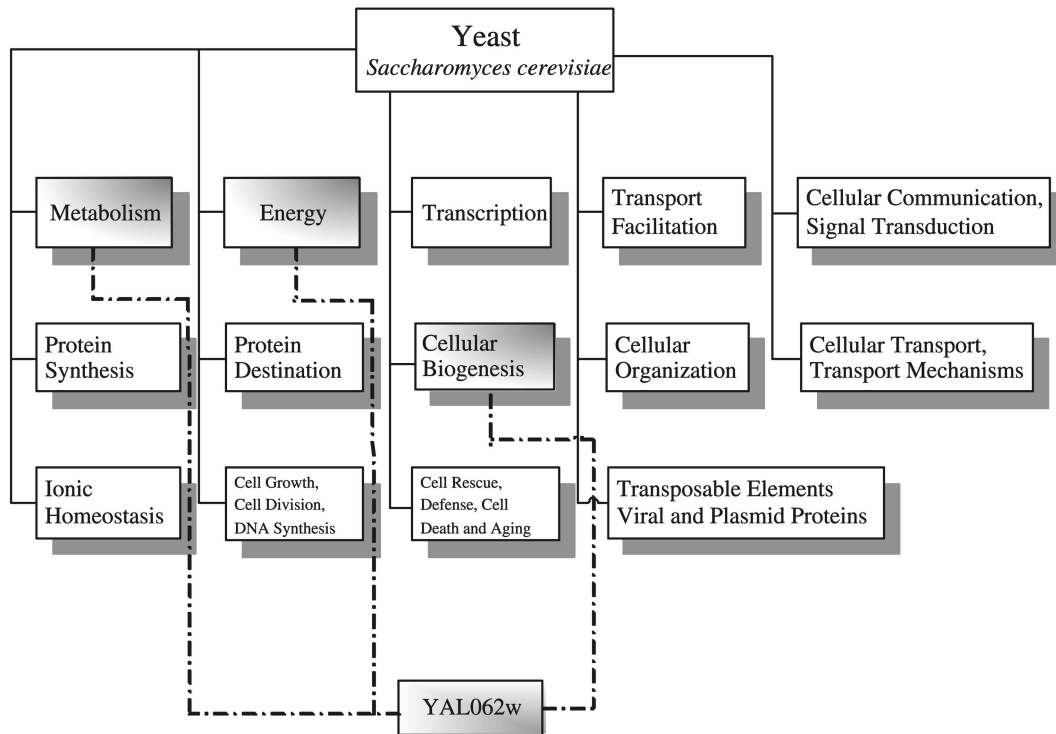 Yeast
Saccharomyces cerevisiae
Metabolism
Energy
Transcription
Transport
Facilitation
Cellular Communication,
Signal Transduction
Protein
Synthesis
Protein
Destination
Cellular
Biogenesis
Cellular
Organization
Cellular Transport,
Transport Mechanisms
Ionic
Homeostasis
Cell Growth,
Cell Division,
DNA Synthesis
Cell Rescue,
Defense, Cell
Death and Aging
Transposable Elements
Viral and Plasmid Proteins
YAL062w